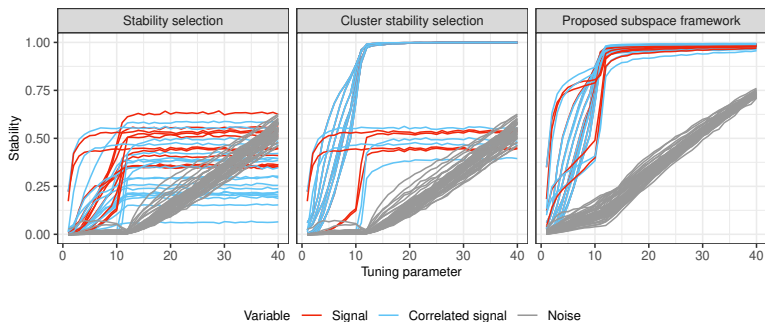 Stability selection
Cluster stability selection
Proposed subspace framework
Stability
1.00
0.75
0.50
0.25
0.00
0 10 20 30 40
0 10 20 30 40
0 10 20 30 40
Tuning parameter
Variable Signal Correlated signal Noise